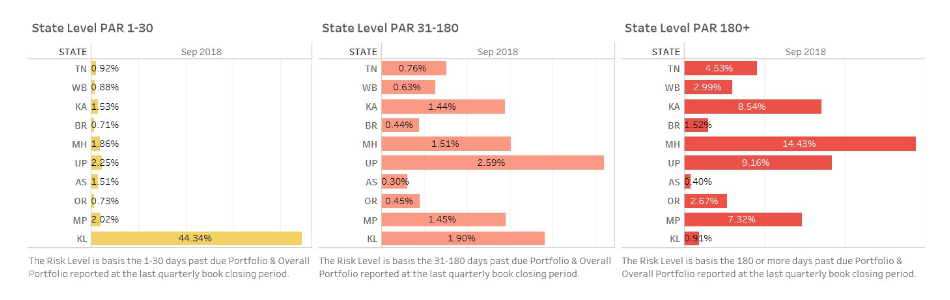 State Level PAR 1-30
STATE Sep 2018
TN 0.92%
WB 0.88%
KA 1.53%
BR 0.71%
MH 1.86%
UP 2.25%
AS 1.51%
OR 0.73%
MP 2.02%
KL 44.34%
The Risk Level is basis the 1-30 days past due Portfolio & Overall
Portfolio reported at the last quarterly book closing period.
State Level PAR 31-180
STATE Sep 2018
TN 0.76%
WB 0.63%
KA 1.44%
BR 0.44%
MH 1.51%
UP 2.59%
AS 0.30%
OR 0.45%
MP 1.45%
KL 1.90%
The Risk Level is basis the 31-180 days past due Portfolio & Overall
Portfolio reported at the last quarterly book closing period.
State Level PAR 180+
STATE Sep 2018
TN 4.53%
WB 2.99%
KA 8.54%
BR 1.52%
MH 14.43%
UP 9.16%
AS 0.40%
OR 2.67%
MP 7.32%
KL 0.91%
The Risk Level is basis the 180 or more days past due Portfolio &
Overall Portfolio reported at the last quarterly book closing period.